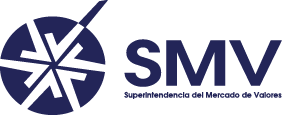 SMV
Superintendencia del Mercado de Valores